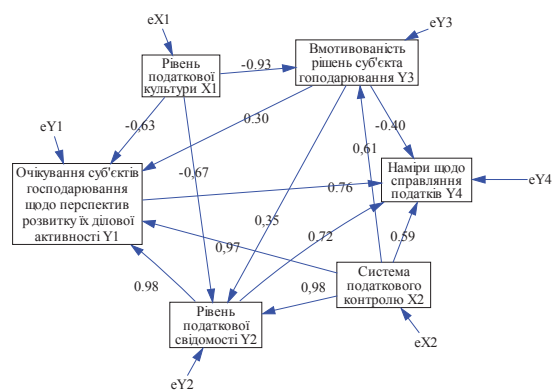 eX1
eY3
Рівень
податкової
культури X1
-0.93
Вмотивованість
рішень суб'єкта
гоподарювання Y3
eY1
-0,63
0.30
-0.40
0,61
Очікування суб'єктів
господарювання
щодо перспектив
розвитку їх ділової
активності Y1
-0,67
0.76
Наміри щодо
справляння
податків Y4
eY4
0,35
0,97
0.72
0.59
0.98
0,98
Система
податкового
контролю X2
Рівень
податкової
свідомості Y2
eX2
eY2